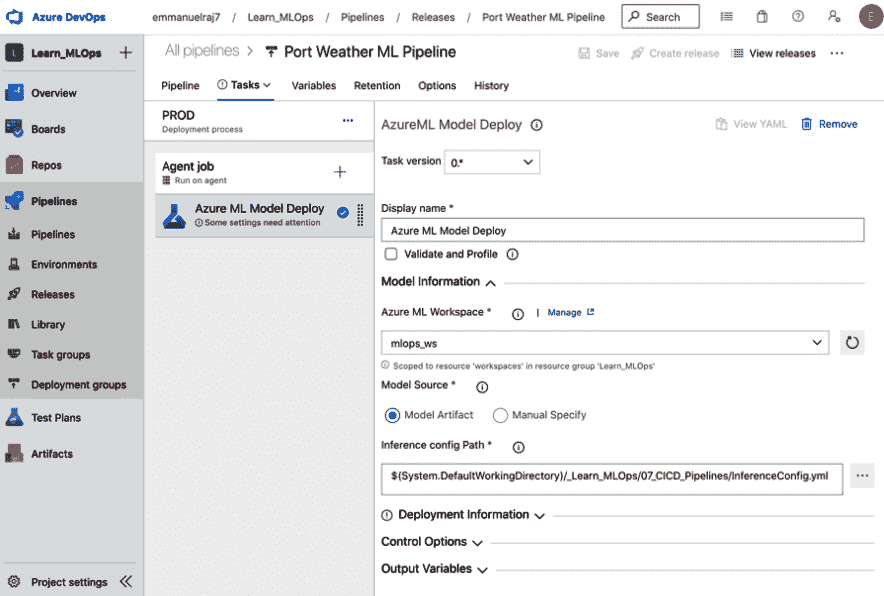 Azure DevOps
emmanuelraj7 / Learn_MLOps / Pipelines / Releases / Port Weather ML Pipeline
Search
E
L
Learn_MLOps
Overview
Boards
Repos
Pipelines
Pipelines
Environments
Releases
Library
Task groups
Deployment groups
Test Plans
Artifacts
Project settings
All pipelines > Port Weather ML Pipeline
Save
Create release
View releases
Pipeline
Tasks
Variables
Retention
Options
History
PROD
Deployment process
Agent job
Run on agent
Azure ML Model Deploy
Some settings need attention
AzureML Model Deploy
View YAML
Remove
Task version
0.*
Display name *
Azure ML Model Deploy
Validate and Profile
Model Information
Azure ML Workspace *
| Manage
mlops_ws
Scoped to resource 'workspaces' in resource group 'Learn_MLOps'
Model Source *
Model Artifact
Manual Specify
Inference config Path *
$(System.DefaultWorkingDirectory)/_Learn_MLOps/07_CICD_Pipelines/InferenceConfig.yml
Deployment Information
Control Options
Output Variables